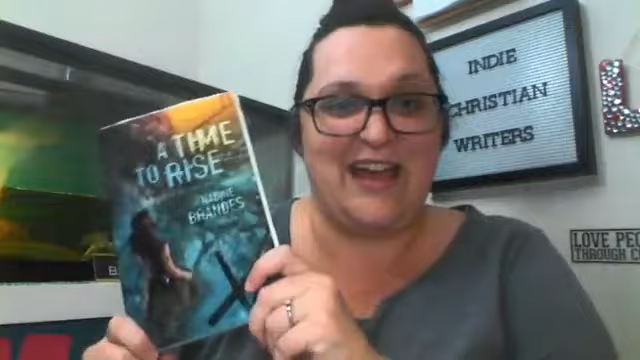 A TIME
TO RISE
NADINE
BRANDES
INDIE
CHRISTIAN
WRITERS
L
LOVE PEO
THROUGH C
B